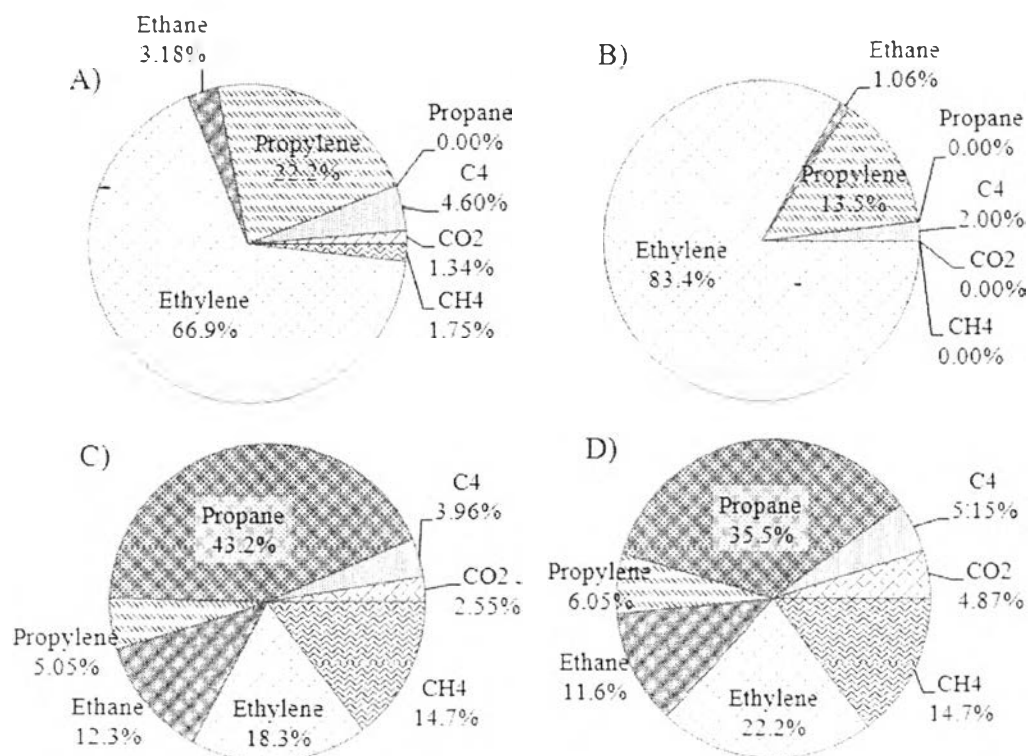 A)
Ethane
3.18%
Propylene
22.2%
Propane
0.00%
C4
4.60%
CO2
1.34%
CH4
1.75%
Ethylene
66.9%
B)
Ethane
1.06%
Propane
0.00%
Propylene
13.5%
C4
2.00%
CO2
0.00%
CH4
0.00%
Ethylene
83.4%
C)
Propane
43.2%
C4
3.96%
CO2
2.55%
CH4
14.7%
Ethylene
18.3%
Ethane
12.3%
Propylene
5.05%
D)
Propane
35.5%
C4
5.15%
CO2
4.87%
CH4
14.7%
Ethylene
22.2%
Ethane
11.6%
Propylene
6.05%